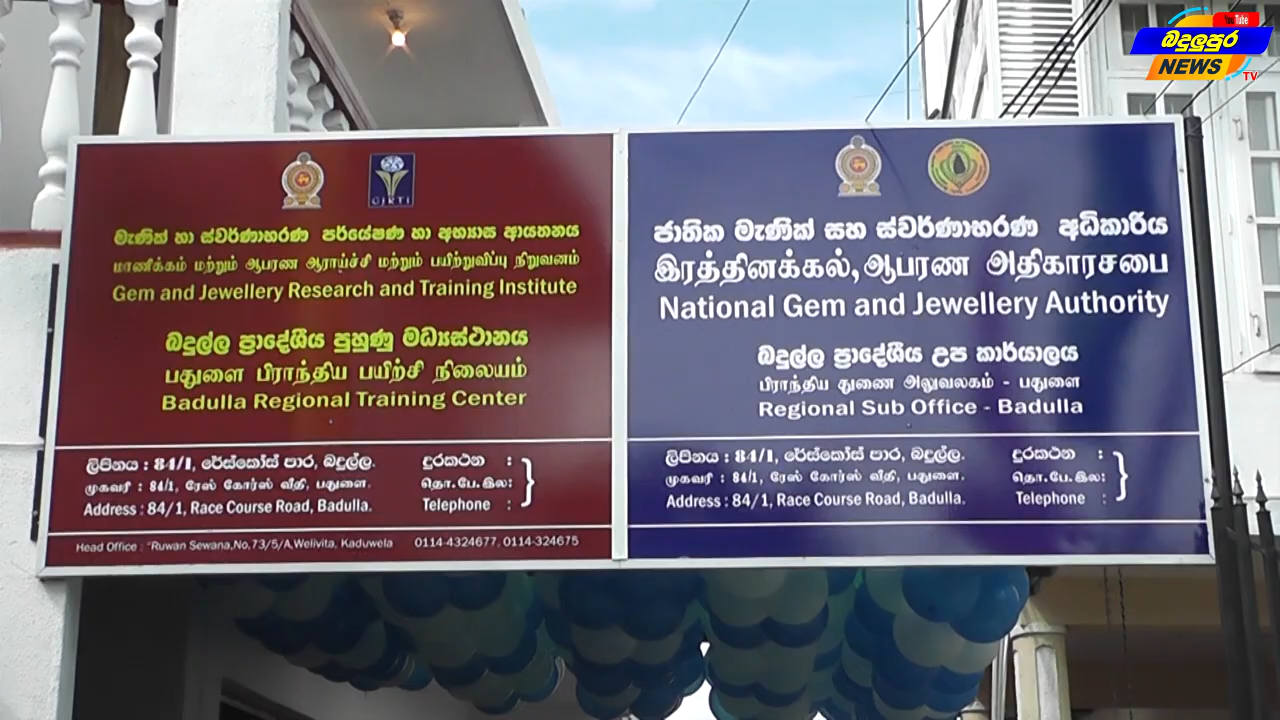 YouTube
බදුලුපුර
NEWS
TV
GJRTI
මැණික් හා ස්වර්ණාභරණ පර්යේෂණ හා අභ්‍යාස ආයතනය
மாணிக்கம் மற்றும் ஆபரண ஆராய்ச்சி மற்றும் பயிற்றுவிப்பு நிறுவனம்
Gem and Jewellery Research and Training Institute
බදුල්ල ප්‍රාදේශීය පුහුණු මධ්‍යස්ථානය
பதுளை பிராந்திய பயிற்சி நிலையம்
Badulla Regional Training Center
ලිපිනය : 84/1, රේස්කෝස් පාර, බදුල්ල.
දුරකථන :
முகவரி : 84/1, ரேஸ் கோர்ஸ் வீதி, பதுளை.
தொ.பே.இல:
Address : 84/1, Race Course Road, Badulla.
Telephone :
Head Office : "Ruwan Sewana,No,73/5/A,Welivita, Kaduwela 0114-4324677, 0114-324675
ජාතික මැණික් සහ ස්වර්ණාභරණ අධිකාරිය
இரத்தினக்கல்,ஆபரண அதிகாரசபை
National Gem and Jewellery Authority
බදුල්ල ප්‍රාදේශීය උප කාර්යාලය
பிராந்திய துணை அலுவலகம் - பதுளை
Regional Sub Office - Badulla
ලිපිනය : 84/1, රේස්කෝස් පාර, බදුල්ල.
දුරකථන :
முகவரி : 84/1, ரேஸ் கோர்ஸ் வீதி, பதுளை.
தொ.பே.இல:
Address : 84/1, Race Course Road, Badulla.
Telephone :